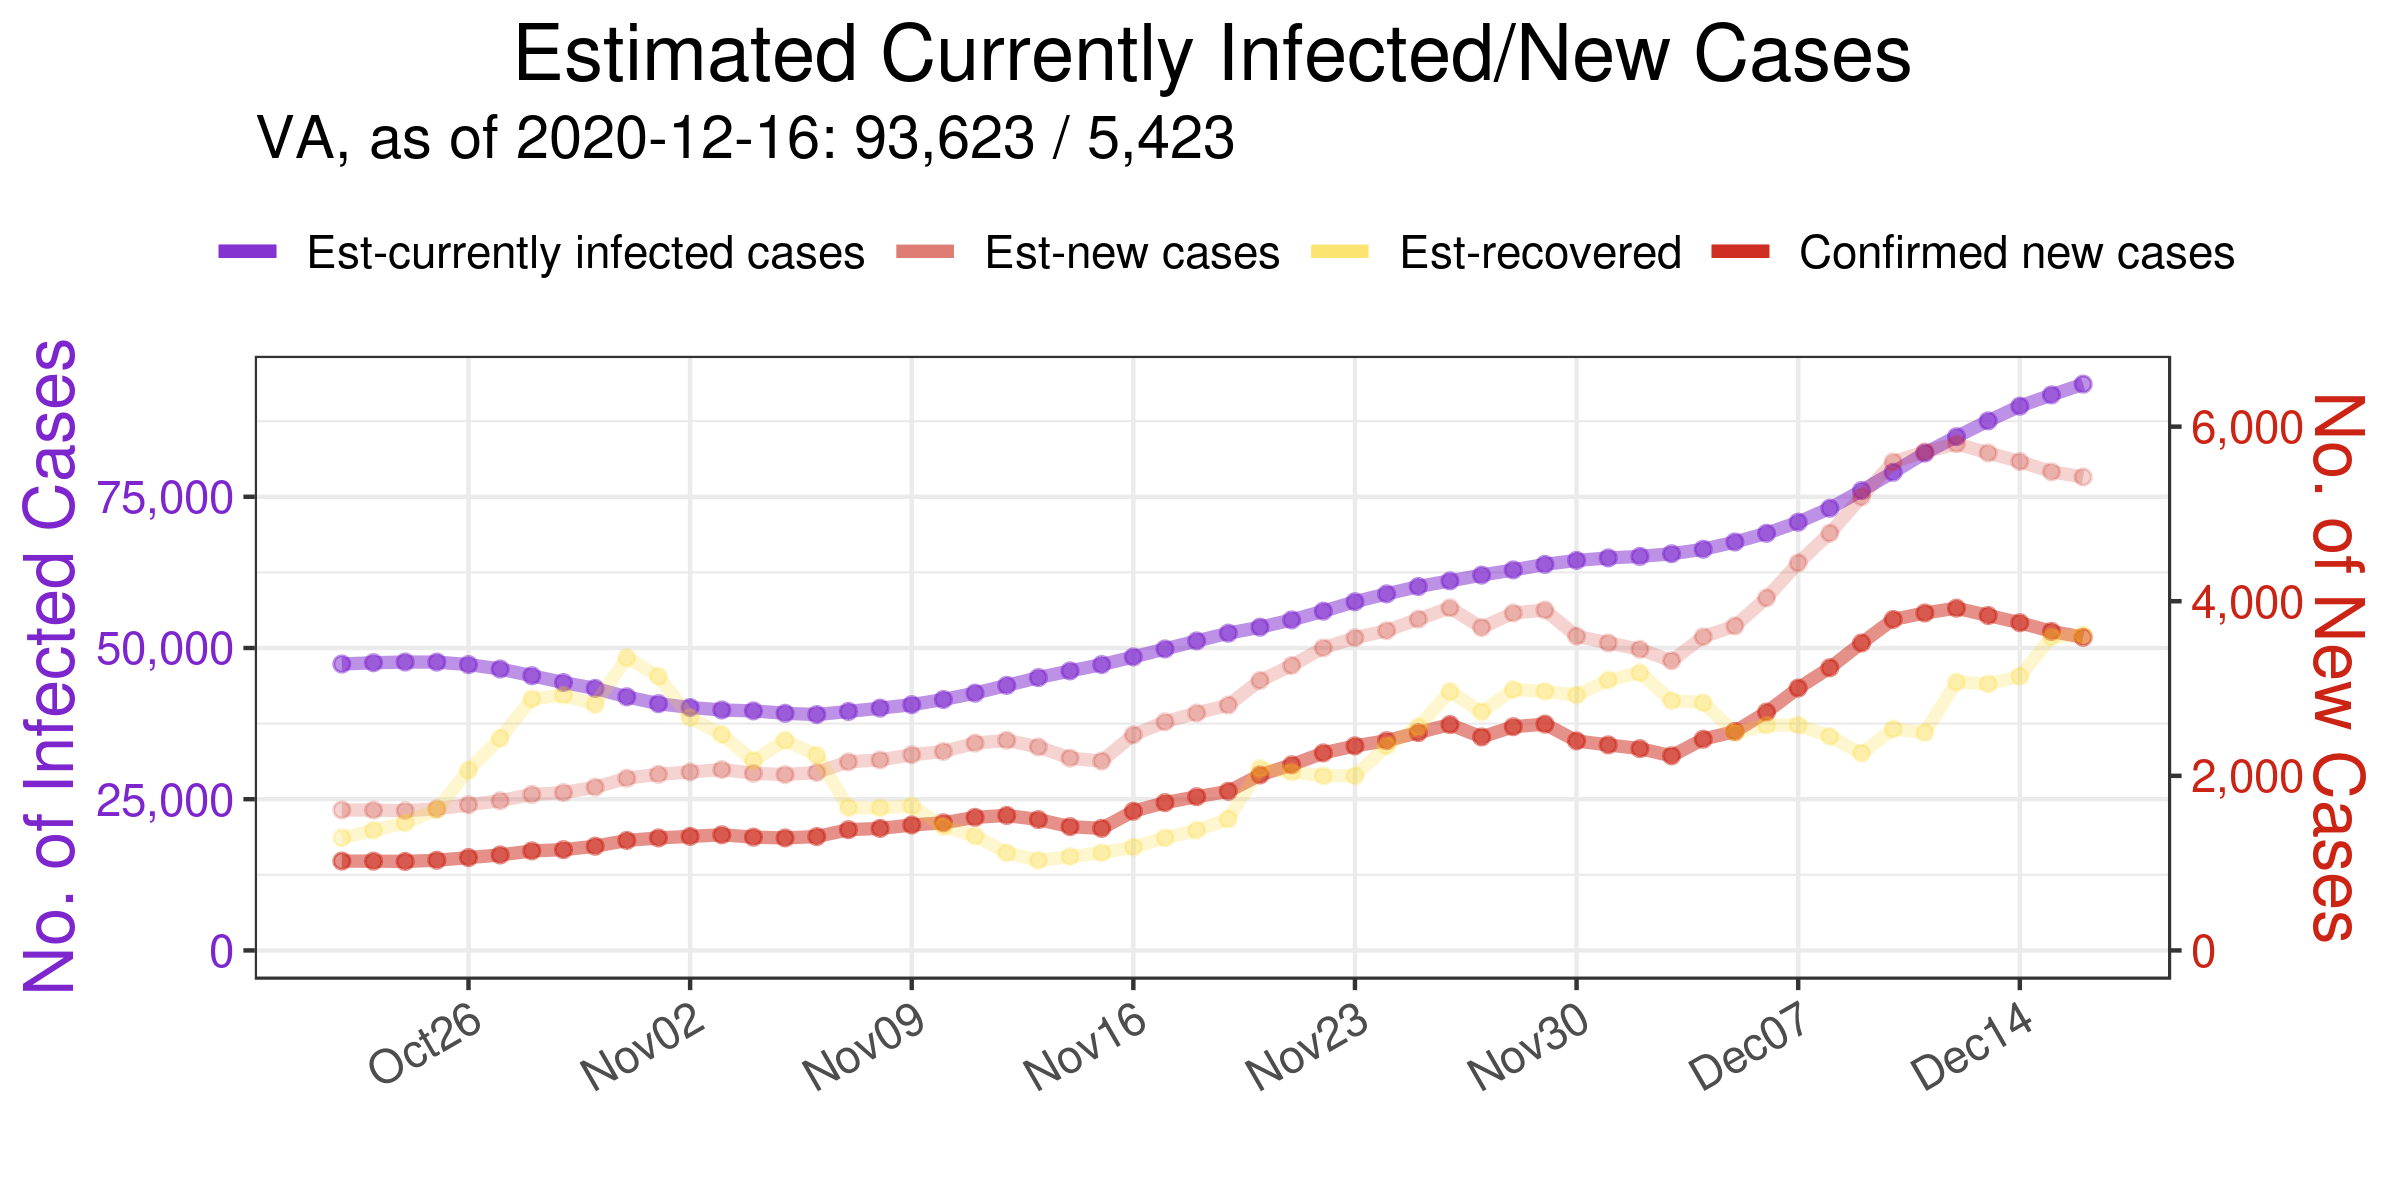 Estimated Currently Infected/New Cases
VA, as of 2020-12-16: 93,623 / 5,423
Est-currently infected cases Est-new cases Est-recovered Confirmed new cases
No. of Infected Cases
75,000
50,000
25,000
0
6,000
4,000
2,000
0
No. of New Cases
Oct26 Nov02 Nov09 Nov16 Nov23 Nov30 Dec07 Dec14